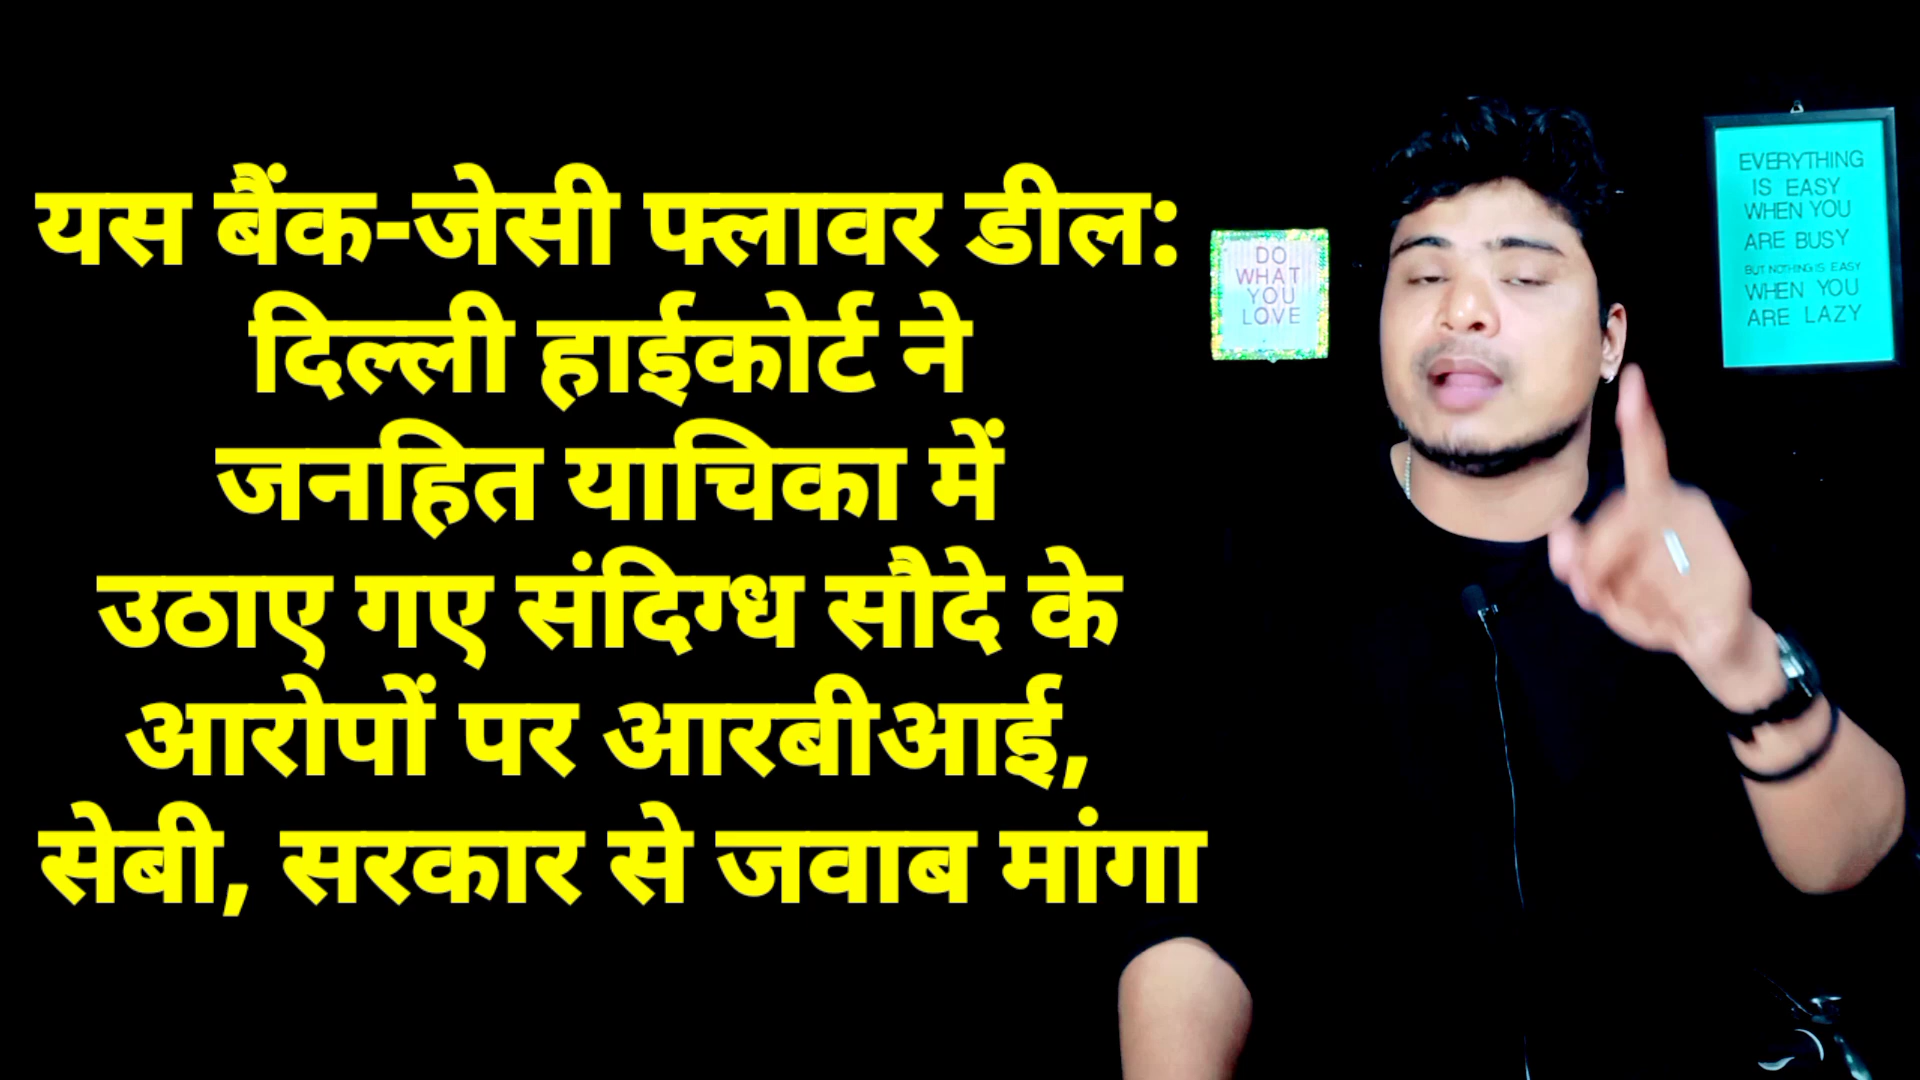 यस बैंक-जेसी फ्लावर डील:
दिल्ली हाईकोर्ट ने
जनहित याचिका में
उठाए गए संदिग्ध सौदे के
आरोपों पर आरबीआई,
सेबी, सरकार से जवाब मांगा
DO
WHAT
YOU
LOVE
EVERYTHING
IS EASY
WHEN YOU
ARE BUSY
BUT NOTHING IS EASY
WHEN YOU
ARE LAZY